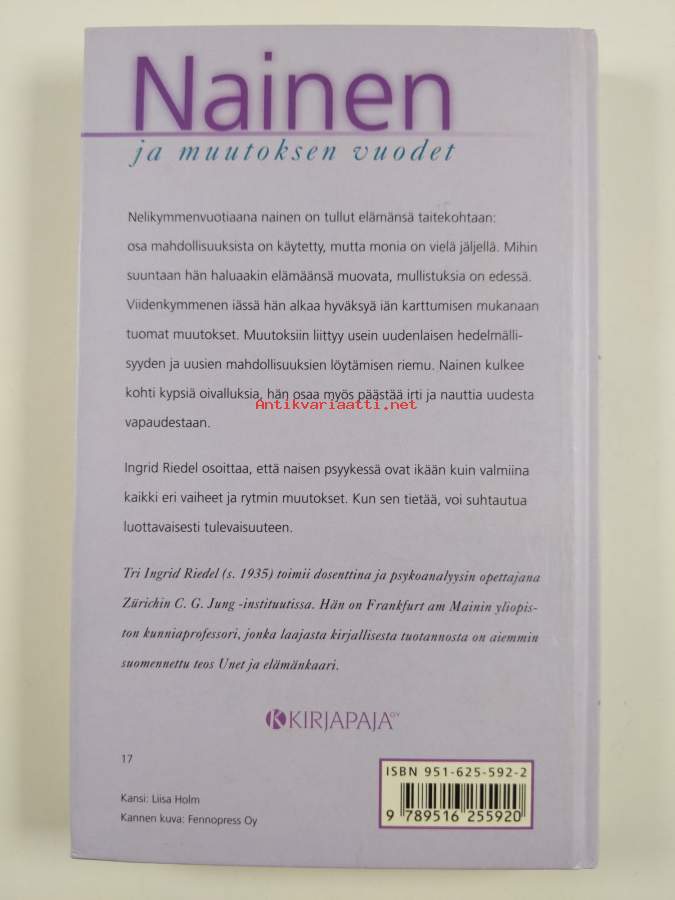 Nainen
ja muutoksen vuodet
Nelikymmenvuotiaana nainen on tullut elämänsä taitekohtaan:
osa mahdollisuuksista on käytetty, mutta monia on vielä jäljellä. Mihin
suuntaan hän haluaakin elämäänsä muovata, mullistuksia on edessä.
Viidenkymmenen iässä hän alkaa hyväksyä iän karttumisen mukanaan
tuomat muutokset. Muutoksiin liittyy usein uudenlaisen hedelmälli-
syyden ja uusien mahdollisuuksien löytämisen riemu. Nainen kulkee
kohti kypsiä oivalluksia, hän osaa myös päästää irti ja nauttia uudesta
Antikvariaatti.net
vapaudestaan.
Ingrid Riedel osoittaa, että naisen psyykessä ovat ikään kuin valmiina
kaikki eri vaiheet ja rytmin muutokset. Kun sen tietää, voi suhtautua
luottavaisesti tulevaisuuteen.
Tri Ingrid Riedel (s. 1935) toimii dosenttina ja psykoanalyysin opettajana
Zürichin C. G. Jung -instituutissa. Hän on Frankfurt am Mainin yliopis-
ton kunniaprofessori, jonka laajasta kirjallisesta tuotannosta on aiemmin
suomennettu teos Unet ja elämänkaari.
K KIRJAPAJA OY
17
ISBN 951-625-592-2
Kansi: Liisa Holm
Kannen kuva: Fennopress Oy
9 789516 255920